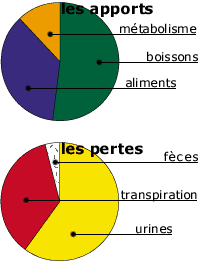 les apports
métabolisme
boissons
aliments
les pertes
fèces
transpiration
urines